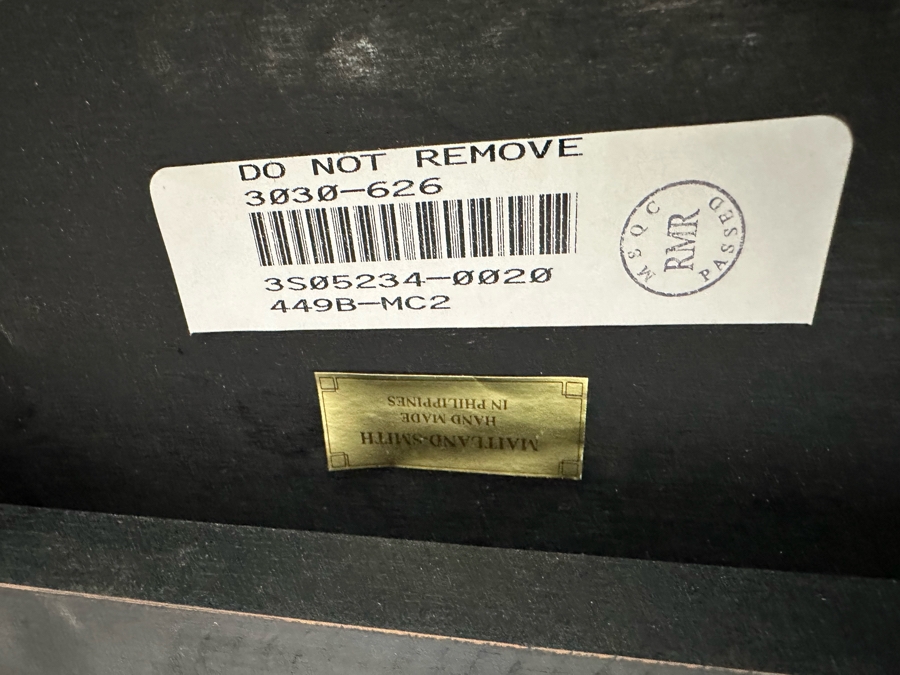 DO NOT REMOVE
3030-626
3S05234-0020
449B-MC2
MSQC
RMR
PASSED
MAITLAND-SMITH
HAND MADE
IN PHILIPPINES